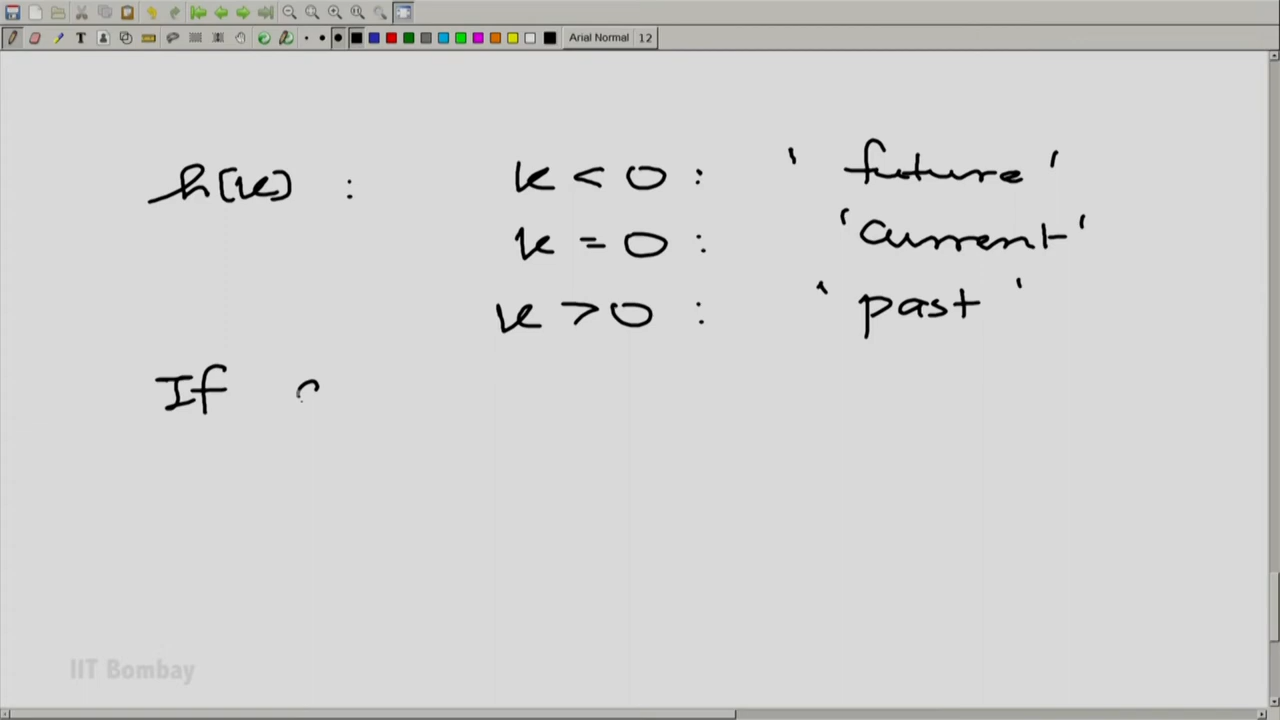 Arial Normal 12
h[k] : k < 0 : 'future'
k = 0 : 'current'
k > 0 : 'past'
If
IIT Bombay